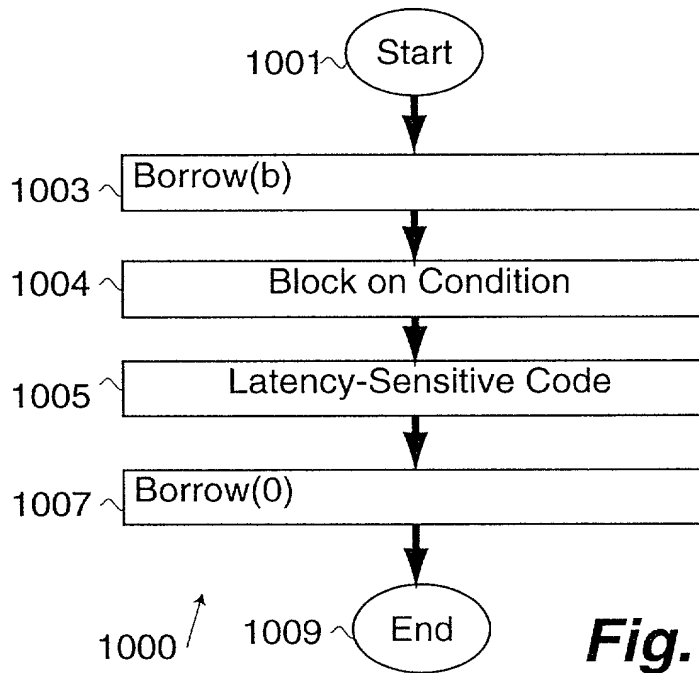 1001 Start
1003 Borrow(b)
1004 Block on Condition
1005 Latency-Sensitive Code
1007 Borrow(0)
1000 1009 End Fig.